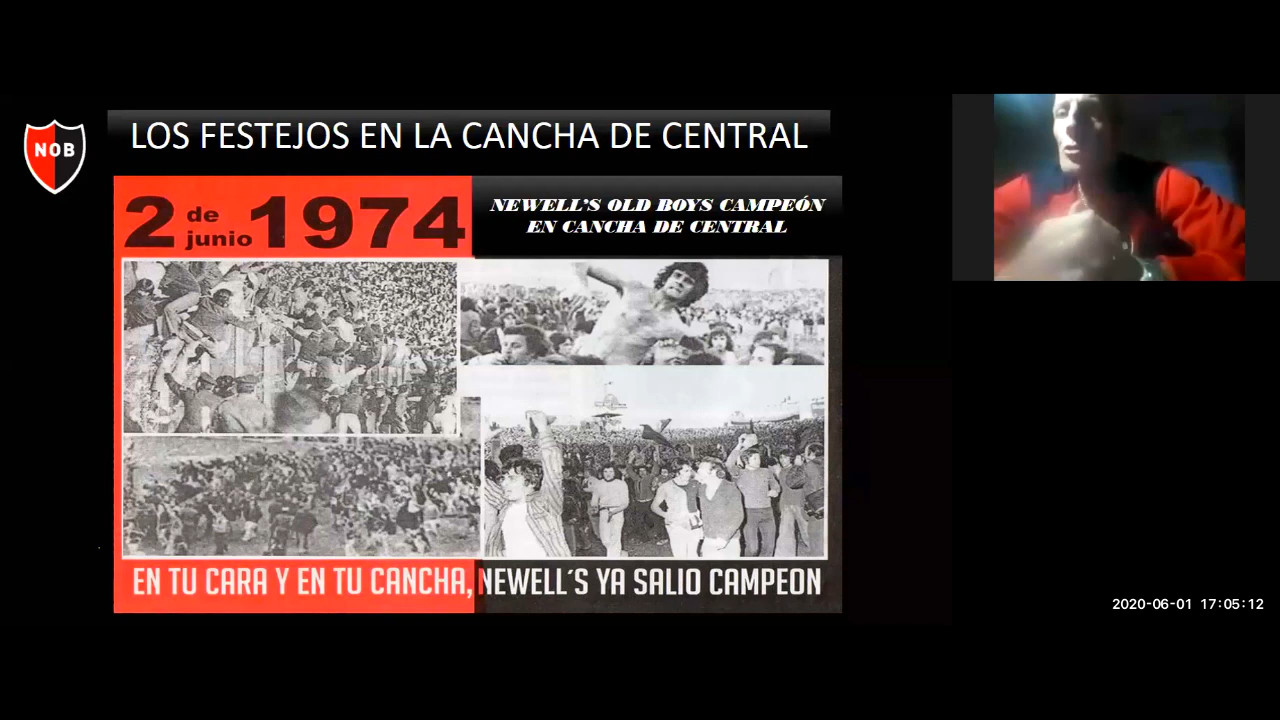 LOS FESTEJOS EN LA CANCHA DE CENTRAL
NOB
2 de junio 1974
NEWELL'S OLD BOYS CAMPEÓN
EN CANCHA DE CENTRAL
EN TU CARA Y EN TU CANCHA, NEWELL´S YA SALIO CAMPEON
2020-06-01 17:05:12